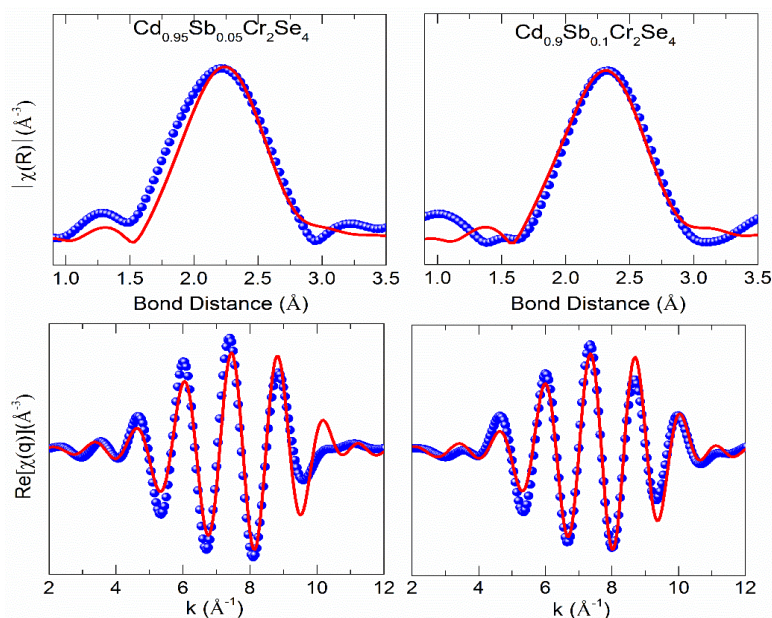 Cd₀.₉₅Sb₀.₀₅Cr₂Se₄
Cd₀.₉Sb₀.₁Cr₂Se₄
|χ(R)| (Å⁻³)
1.0 1.5 2.0 2.5 3.0 3.5
1.0 1.5 2.0 2.5 3.0 3.5
Bond Distance (Å)
Bond Distance (Å)
Re[χ(q)](Å⁻³)
2 4 6 8 10 12
2 4 6 8 10 12
k (Å⁻¹)
k (Å⁻¹)